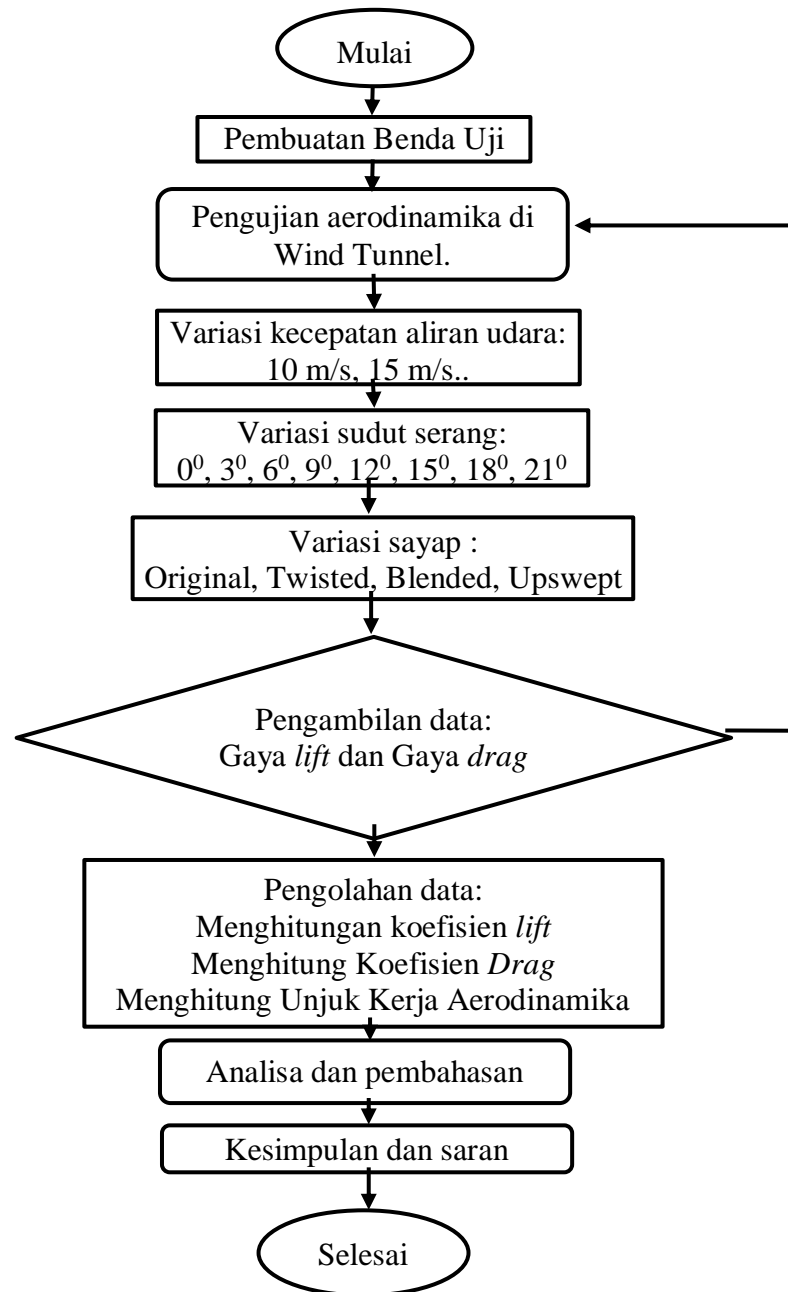 Mulai
Pembuatan Benda Uji
Pengujian aerodinamika di
Wind Tunnel.
Variasi kecepatan aliran udara:
10 m/s, 15 m/s..
Variasi sudut serang:
0⁰, 3⁰, 6⁰, 9⁰, 12⁰, 15⁰, 18⁰, 21⁰
Variasi sayap :
Original, Twisted, Blended, Upswept
Pengambilan data:
Gaya lift dan Gaya drag
Pengolahan data:
Menghitungan koefisien lift
Menghitung Koefisien Drag
Menghitung Unjuk Kerja Aerodinamika
Analisa dan pembahasan
Kesimpulan dan saran
Selesai